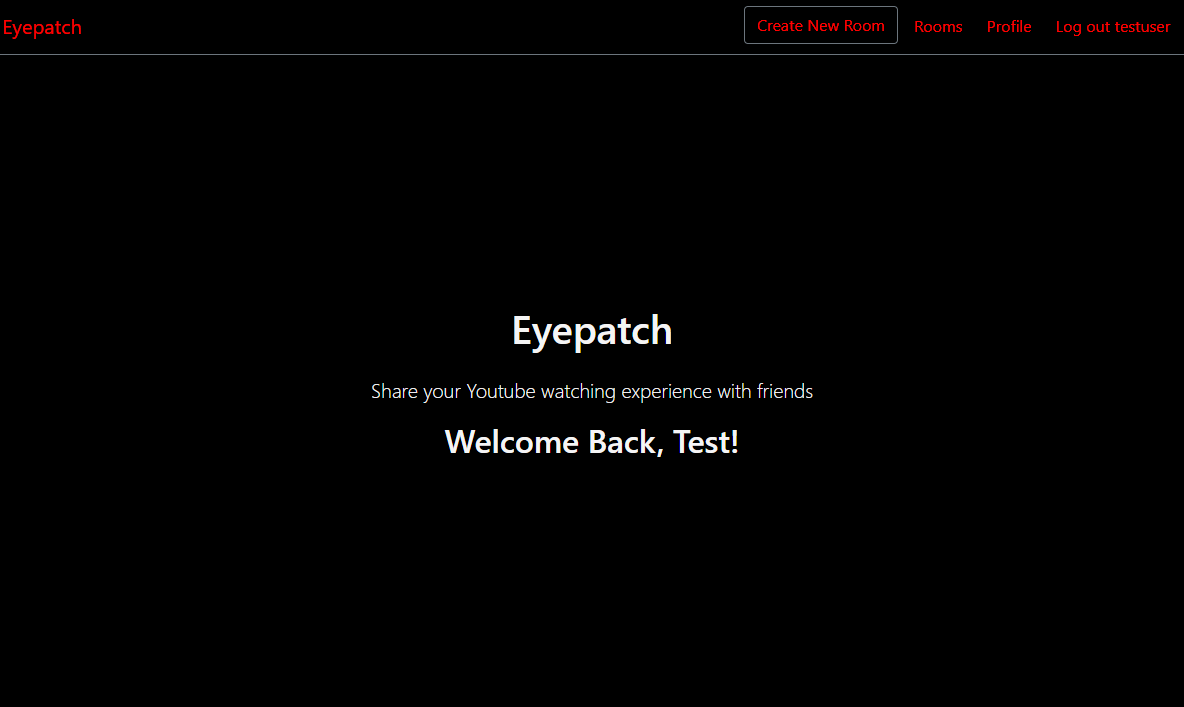 Eyepatch
Create New Room
Rooms
Profile
Log out testuser
Eyepatch
Share your Youtube watching experience with friends
Welcome Back, Test!